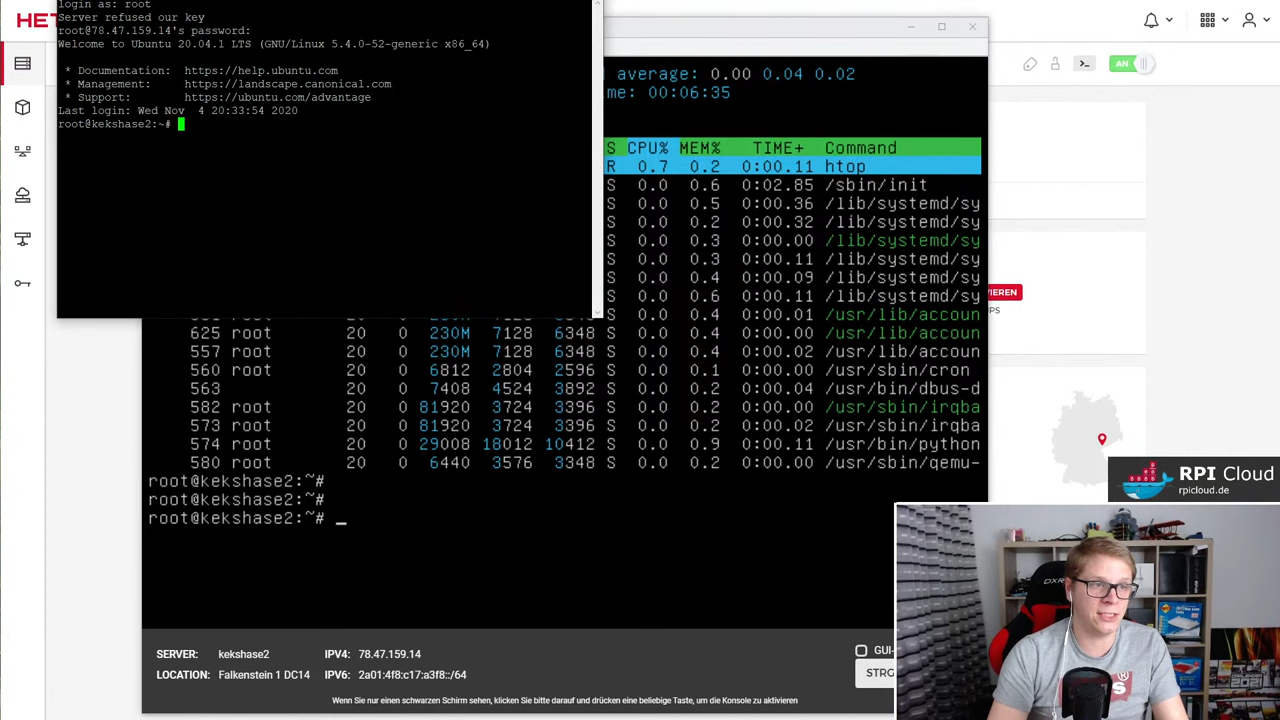 HET
login as: root
Server refused our key
root@78.47.159.14's password:
Welcome to Ubuntu 20.04.1 LTS (GNU/Linux 5.4.0-52-generic x86_64)
* Documentation: https://help.ubuntu.com
* Management: https://landscape.canonical.com
* Support: https://ubuntu.com/advantage
Last login: Wed Nov 4 20:33:54 2020
root@kekshase2:~#
average: 0.00 0.04 0.02
me: 00:06:35
AN
S CPU% MEM% TIME+ Command
R 0.7 0.2 0:00.11 htop
S 0.0 0.6 0:02.85 /sbin/init
S 0.0 0.5 0:00.36 /lib/systemd/sy
S 0.0 0.2 0:00.32 /lib/systemd/sy
S 0.0 0.3 0:00.00 /lib/systemd/sy
S 0.0 0.3 0:00.11 /lib/systemd/sy
S 0.0 0.4 0:00.09 /lib/systemd/sy
S 0.0 0.6 0:00.11 /lib/systemd/sy
VIEREN
UPS
S 0.0 0.4 0:00.01 /usr/lib/accoun
625 root 20 0 230M 7128 6348 S 0.0 0.4 0:00.00 /usr/lib/accoun
557 root 20 0 230M 7128 6348 S 0.0 0.4 0:00.02 /usr/lib/accoun
560 root 20 0 6812 2804 2596 S 0.0 0.1 0:00.00 /usr/sbin/cron
563 20 0 7408 4524 3892 S 0.0 0.2 0:00.04 /usr/bin/dbus-d
582 root 20 0 81920 3724 3396 S 0.0 0.2 0:00.00 /usr/sbin/irqba
573 root 20 0 81920 3724 3396 S 0.0 0.2 0:00.02 /usr/sbin/irqba
574 root 20 0 29008 18012 10412 S 0.0 0.9 0:00.11 /usr/bin/python
580 root 20 0 6440 3576 3348 S 0.0 0.2 0:00.00 /usr/sbin/qemu-
root@kekshase2:~#
root@kekshase2:~#
root@kekshase2:~# _
RPI Cloud
rpicloud.de
DXR
SERVER: kekshase2 IPV4: 78.47.159.14
LOCATION: Falkenstein 1 DC14 IPV6: 2a01:4f8:c17:a3f8::/64
GUI-
STRG
Wenn Sie nur einen schwarzen Schirm sehen, klicken Sie bitte darauf und drücken eine beliebige Taste, um die Konsole zu aktivieren